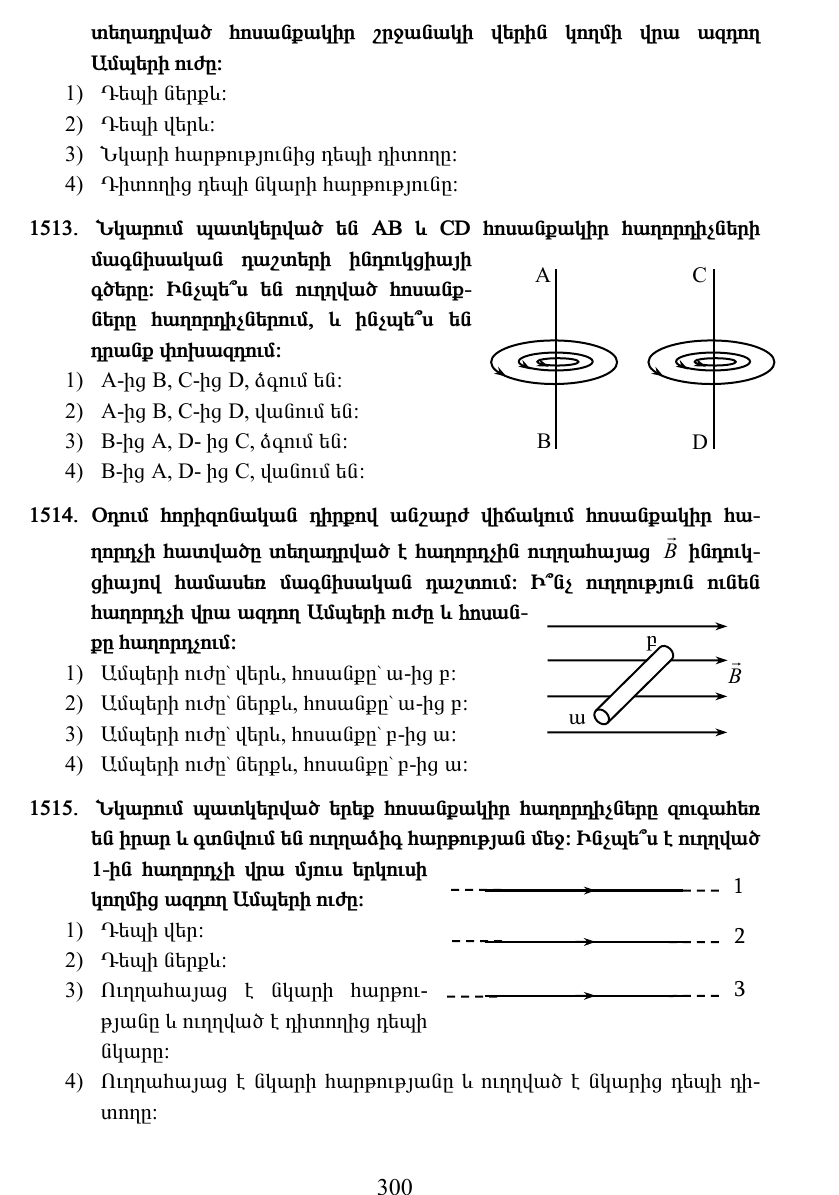 տեղադրված հոսանքակիր շրջանակի վերին կողմի վրա ազդող
Ամպերի ուժը:
1) Դեպի ներքև:
2) Դեպի վերև:
3) Նկարի հարթությունից դեպի դիտողը:
4) Դիտողից դեպի նկարի հարթությունը:
1513. Նկարում պատկերված են AB և CD հոսանքակիր հաղորդիչների
մագնիսական դաշտերի ինդուկցիայի
գծերը: Ինչպե՞ս են ուղղված հոսանք-
ները հաղորդիչներում, և ինչպե՞ս են
դրանք փոխազդում:
1) A-ից B, C-ից D, ձգում են:
2) A-ից B, C-ից D, վանում են:
3) B-ից A, D- ից C, ձգում են:
4) B-ից A, D- ից C, վանում են:
A
C
B
D
1514. Օդում հորիզոնական դիրքով անշարժ վիճակում հոսանքակիր հա-
ղորդչի հատվածը տեղադրված է հաղորդչին ուղղահայաց B⃗ ինդուկ-
ցիայով համասեռ մագնիսական դաշտում: Ի՞նչ ուղղություն ունեն
հաղորդչի վրա ազդող Ամպերի ուժը և հոսան-
քը հաղորդչում:
1) Ամպերի ուժը՝ վերև, հոսանքը՝ ա-ից բ:
2) Ամպերի ուժը՝ ներքև, հոսանքը՝ ա-ից բ:
3) Ամպերի ուժը՝ վերև, հոսանքը՝ բ-ից ա:
4) Ամպերի ուժը՝ ներքև, հոսանքը՝ բ-ից ա:
բ
B⃗
ա
1515. Նկարում պատկերված երեք հոսանքակիր հաղորդիչները զուգահեռ
են իրար և գտնվում են ուղղաձիգ հարթության մեջ: Ինչպե՞ս է ուղղված
1-ին հաղորդչի վրա մյուս երկուսի
կողմից ազդող Ամպերի ուժը:
1) Դեպի վեր:
2) Դեպի ներքև:
3) Ուղղահայաց է նկարի հարթու-
թյանը և ուղղված է դիտողից դեպի
նկարը:
4) Ուղղահայաց է նկարի հարթությանը և ուղղված է նկարից դեպի դի-
տողը:
1
2
3
300